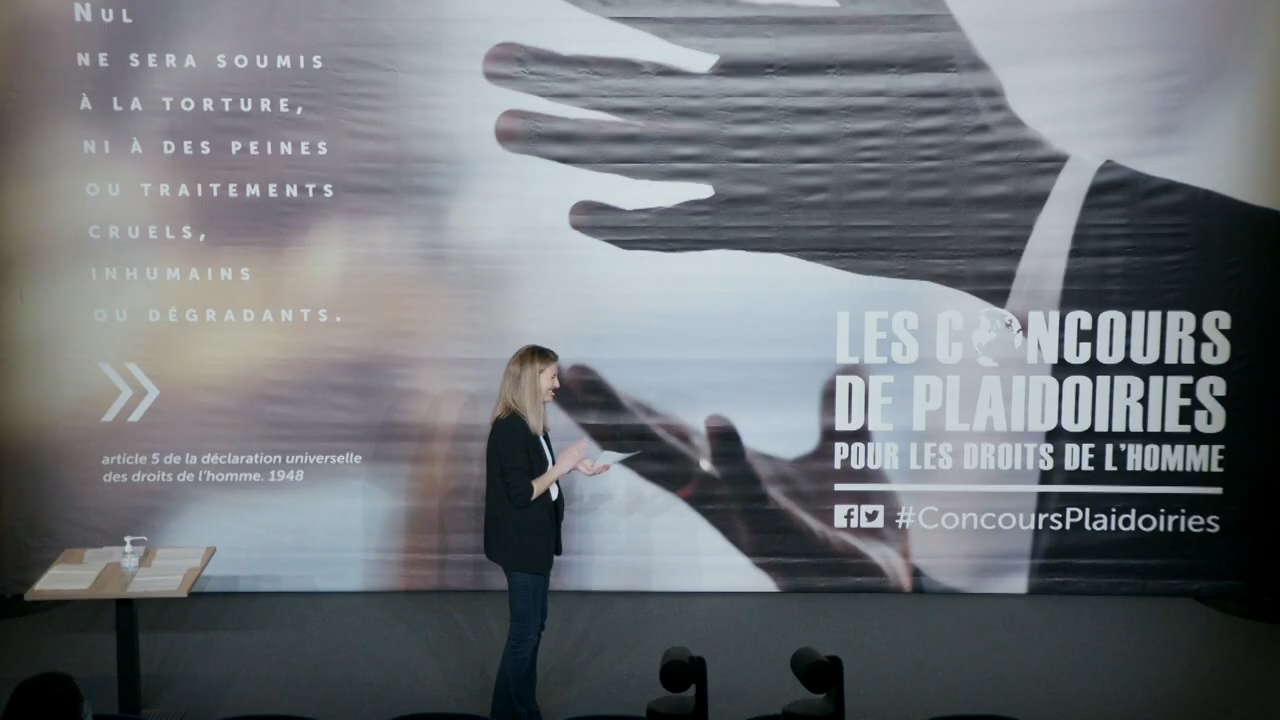 NUL
NE SERA SOUMIS
À LA TORTURE,
NI À DES PEINES
OU TRAITEMENTS
CRUELS,
INHUMAINS
OU DÉGRADANTS.
article 5 de la déclaration universelle
des droits de l'homme. 1948
LES CONCOURS
DE PLAIDOIRIES
POUR LES DROITS DE L'HOMME
#ConcoursPlaidoiries